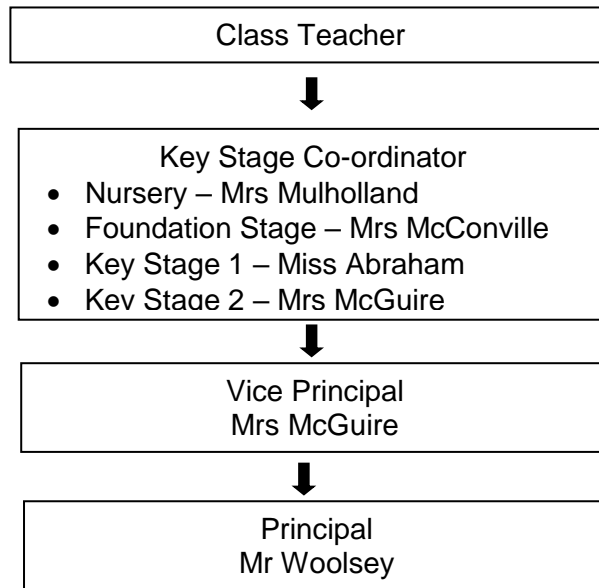 Class Teacher
Key Stage Co-ordinator
• Nursery – Mrs Mulholland
• Foundation Stage – Mrs McConville
• Key Stage 1 – Miss Abraham
• Key Stage 2 – Mrs McGuire
Vice Principal
Mrs McGuire
Principal
Mr Woolsey